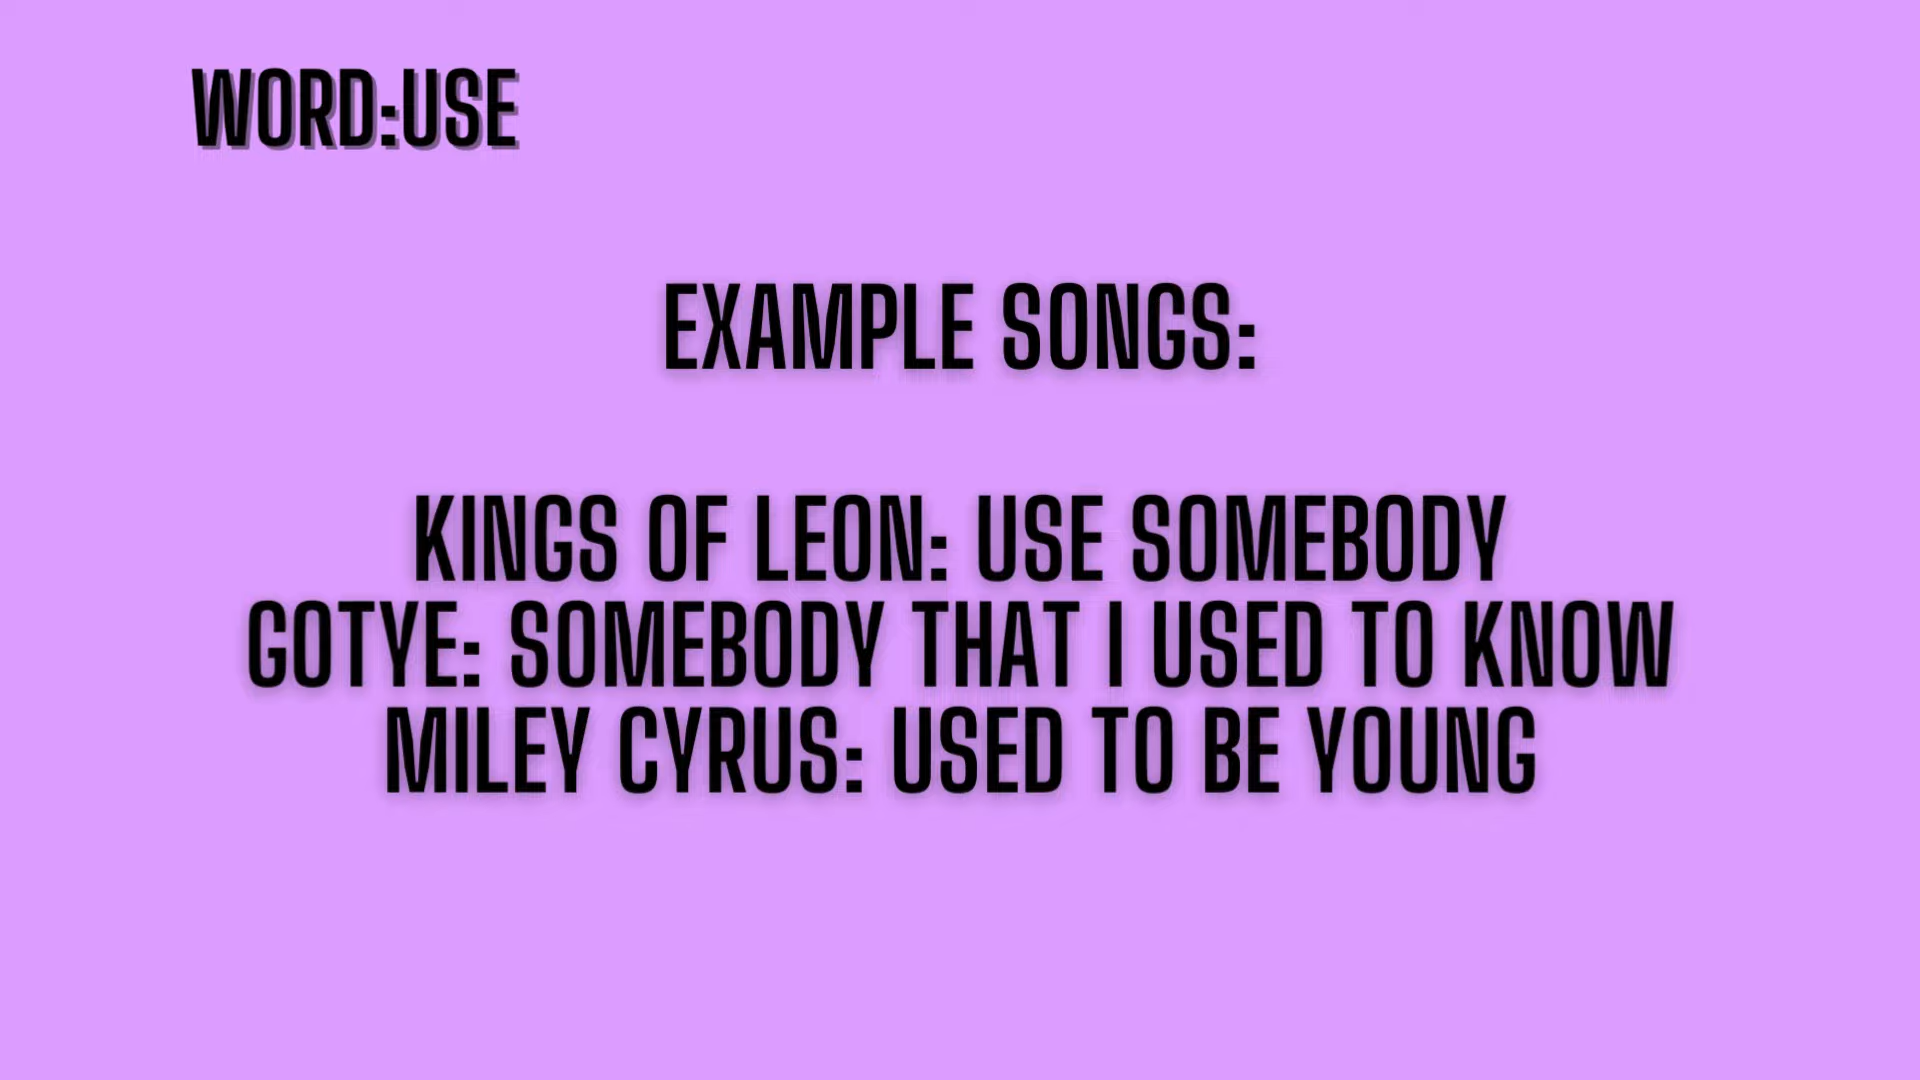 WORD:USE
EXAMPLE SONGS:
KINGS OF LEON: USE SOMEBODY
GOTYE: SOMEBODY THAT I USED TO KNOW
MILEY CYRUS: USED TO BE YOUNG